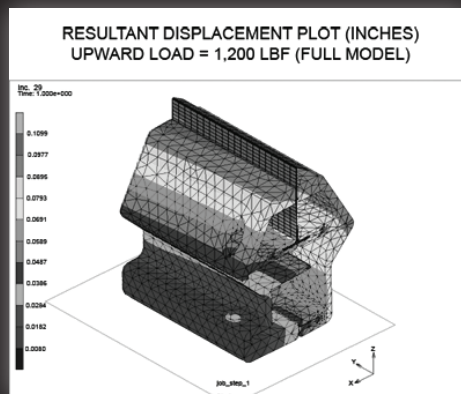 RESULTANT DISPLACEMENT PLOT (INCHES)
UPWARD LOAD = 1,200 LBF (FULL MODEL)
Inc. 29
Time: 1.000e+000
0.1099
0.0977
0.0895
0.0793
0.0691
0.0589
0.0487
0.0386
0.0284
0.0182
0.0080
job_step_1
Z
Y
X